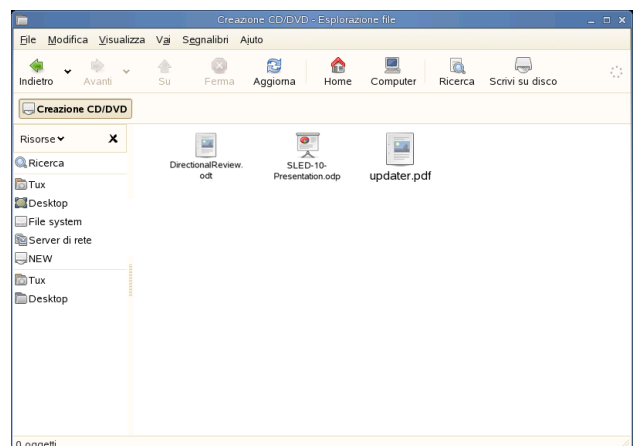 Creazione CD/DVD - Esplorazione file
File Modifica Visualizza Vai Segnalibri Aiuto
Indietro Avanti Su Ferma Aggiorna Home Computer Ricerca Scrivi su disco
Creazione CD/DVD
Risorse
Ricerca
Tux
Desktop
File system
Server di rete
NEW
Tux
Desktop
DirectionalReview.
odt
SLED-10-
Presentation.odp
updater.pdf
0 oggetti